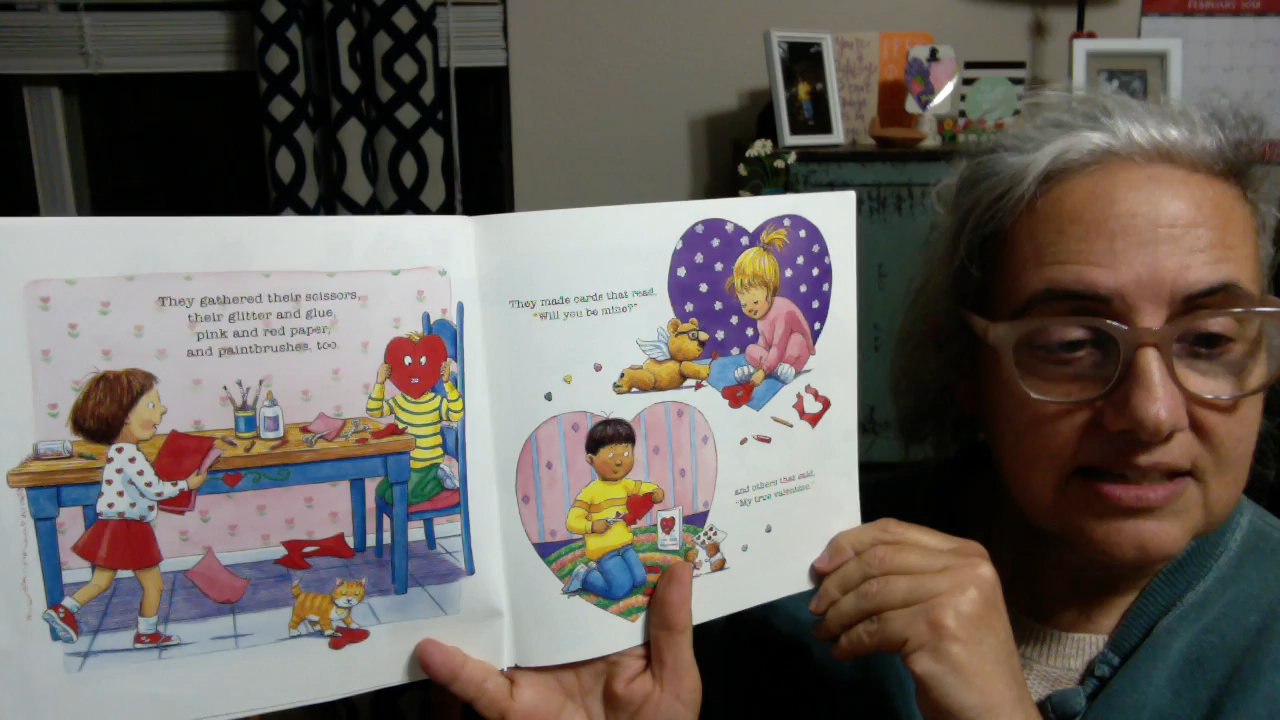 They gathered their scissors,
their glitter and glue,
pink and red paper,
and paintbrushes, too.
They made cards that read,
"Will you be mine?"
and others that said,
"My true valentine."
FEBRUARY